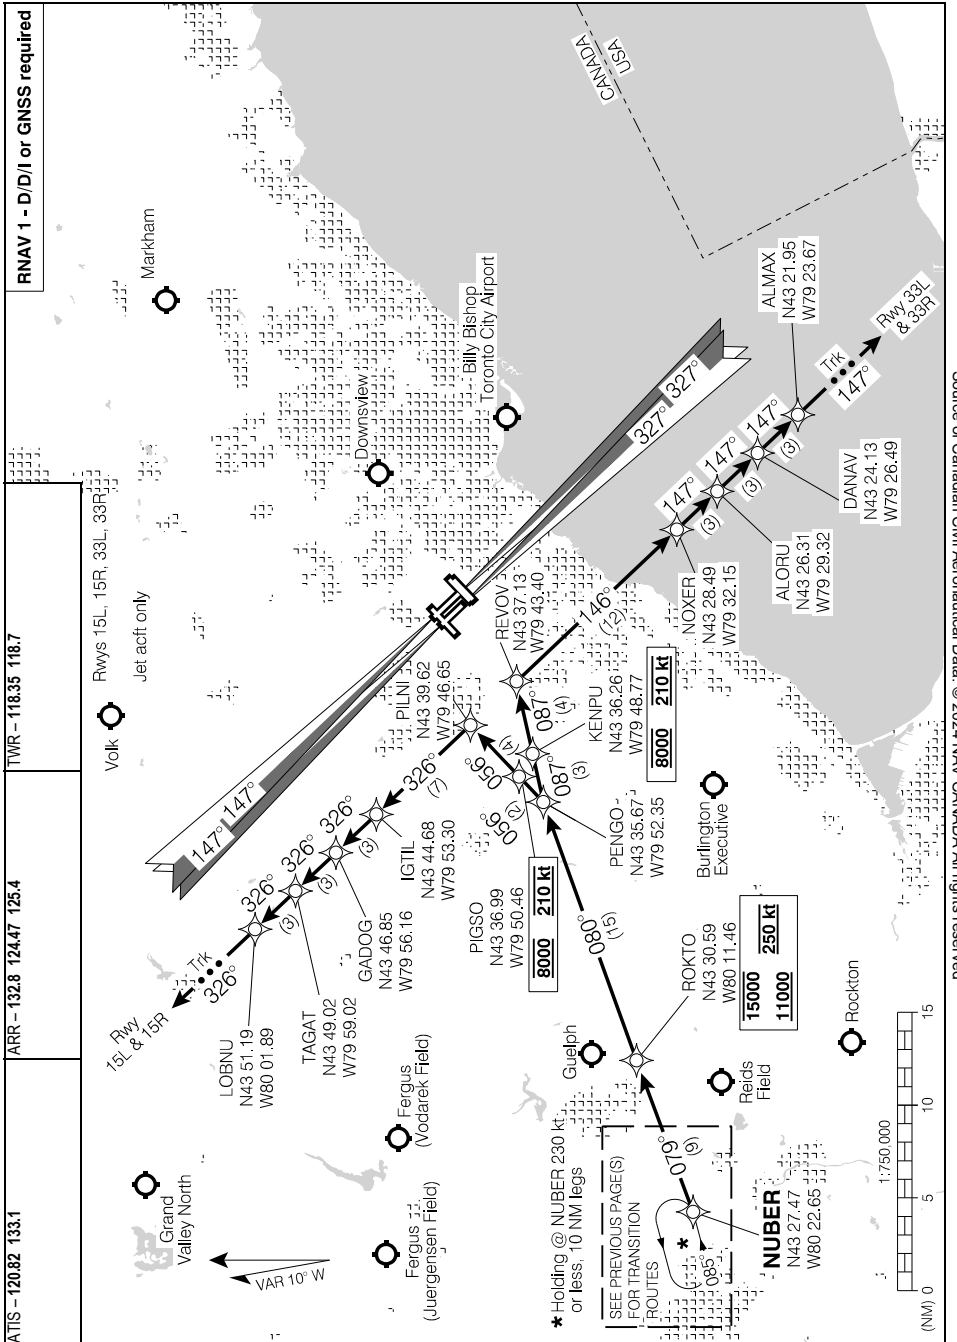 ATIS – 120.82 133.1
ARR – 132.8 124.47 125.4
TWR – 118.35 118.7
RNAV 1 - D/D/I or GNSS required
Rwys 15L, 15R, 33L, 33R
Jet acft only
Volk
Markham
CANADA
USA
Grand
Valley North
VAR 10° W
Fergus
(Juergensen Field)
Fergus
(Vodarek Field)
Rwy
15L & 15R
Trk
326°
LOBNU
N43 51.19
W80 01.89
326°
(3)
TAGAT
N43 49.02
W79 59.02
326°
(3)
GADOG
N43 46.85
W79 56.16
326°
(3)
IGTIL
N43 44.68
W79 53.30
326°
(7)
PILNI
N43 39.62
W79 46.65
147°
147°
Downsview
Billy Bishop
Toronto City Airport
327°
327°
REVOV
N43 37.13
W79 43.40
056°
(4)
056°
(2)
PIGSO
N43 36.99
W79 50.46
8000 210 kt
087°
(4)
KENPU
N43 36.26
W79 48.77
8000 210 kt
087°
(3)
PENGO
N43 35.67
W79 52.35
146°
(12)
NOXER
N43 28.49
W79 32.15
147°
(3)
ALORU
N43 26.31
W79 29.32
147°
(3)
DANAV
N43 24.13
W79 26.49
147°
(3)
ALMAX
N43 21.95
W79 23.67
Trk
147°
Rwy 33L
& 33R
Burlington
Executive
080°
(15)
ROKTO
N43 30.59
W80 11.46
15000
250 kt
11000
Guelph
Reids
Field
Rockton
* Holding @ NUBER 230 kt
or less, 10 NM legs
SEE PREVIOUS PAGE(S)
FOR TRANSITION
ROUTES
*
085°
079°
(9)
NUBER
N43 27.47
W80 22.65
1:750,000
(NM) 0 5 10 15
Source of Canadian Civil Aeronautical Data: © 2024 NAV CANADA All rights reserved